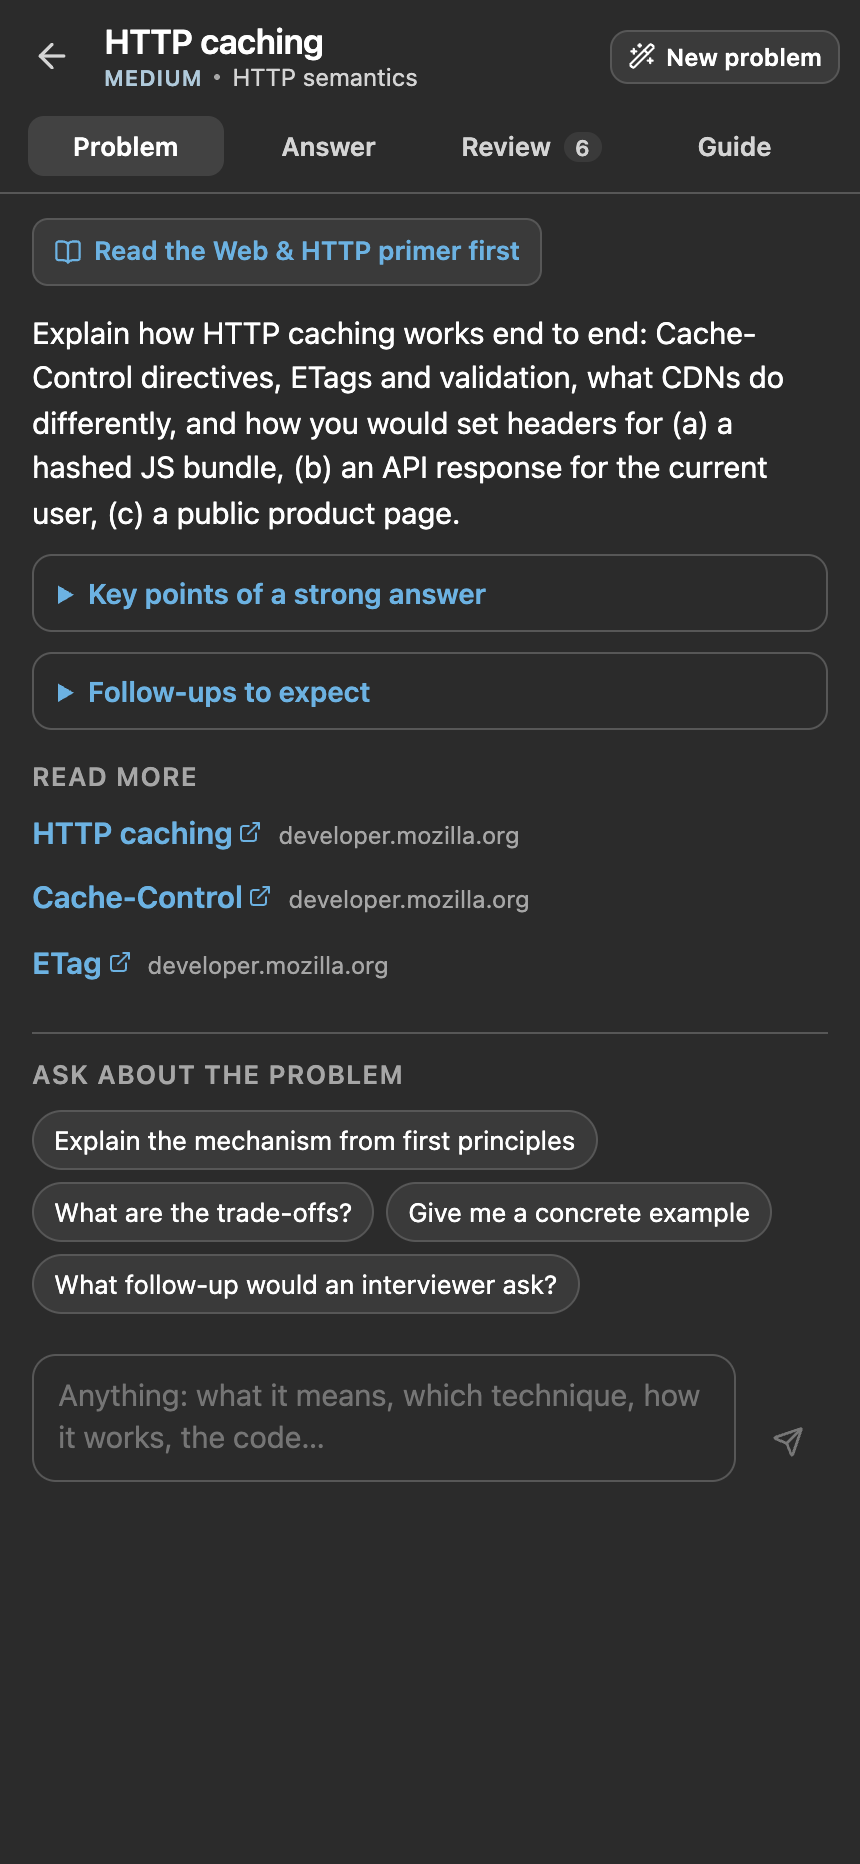 HTTP caching
MEDIUM • HTTP semantics
New problem
Problem
Answer
Review 6
Guide
Read the Web & HTTP primer first
Explain how HTTP caching works end to end: Cache-
Control directives, ETags and validation, what CDNs do
differently, and how you would set headers for (a) a
hashed JS bundle, (b) an API response for the current
user, (c) a public product page.
Key points of a strong answer
Follow-ups to expect
READ MORE
HTTP caching developer.mozilla.org
Cache-Control developer.mozilla.org
ETag developer.mozilla.org
ASK ABOUT THE PROBLEM
Explain the mechanism from first principles
What are the trade-offs?
Give me a concrete example
What follow-up would an interviewer ask?
Anything: what it means, which technique, how
it works, the code...